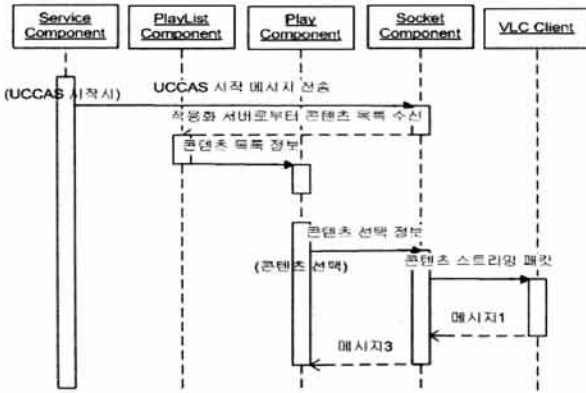 Service Component
PlayList Component
Play Component
Socket Component
VLC Client
(UCCAS 시작시)
UCCAS 시작 메시지 전송
적응화 서버로부터 콘텐츠 목록 수신
콘텐츠 목록 정보
콘텐츠 선택 정보
(콘텐츠 선택)
콘텐츠 스트리밍 패킷
메시지1
메시지3